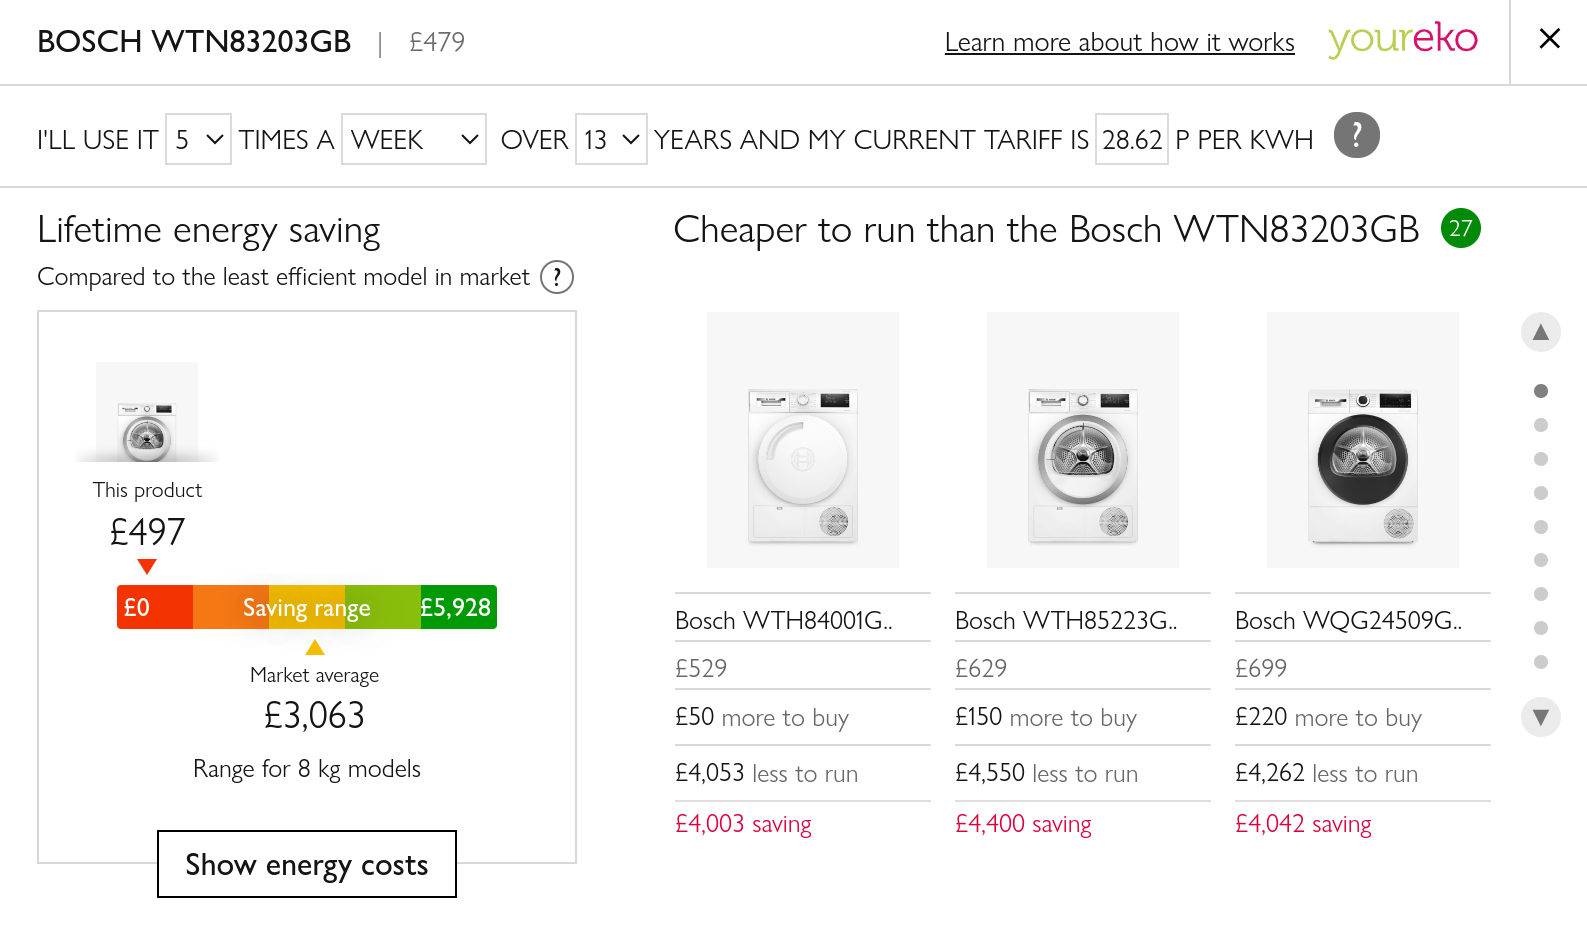 BOSCH WTN83203GB | £479 Learn more about how it works youreko
I'LL USE IT 5 TIMES A WEEK OVER 13 YEARS AND MY CURRENT TARIFF IS 28.62 P PER KWH ?
Lifetime energy saving
Compared to the least efficient model in market ?
This product
£497
£0 Saving range £5,928
Market average
£3,063
Range for 8 kg models
Show energy costs
Cheaper to run than the Bosch WTN83203GB 27
Bosch WTH84001G..
£529
£50 more to buy
£4,053 less to run
£4,003 saving
Bosch WTH85223G..
£629
£150 more to buy
£4,550 less to run
£4,400 saving
Bosch WQG24509G..
£699
£220 more to buy
£4,262 less to run
£4,042 saving